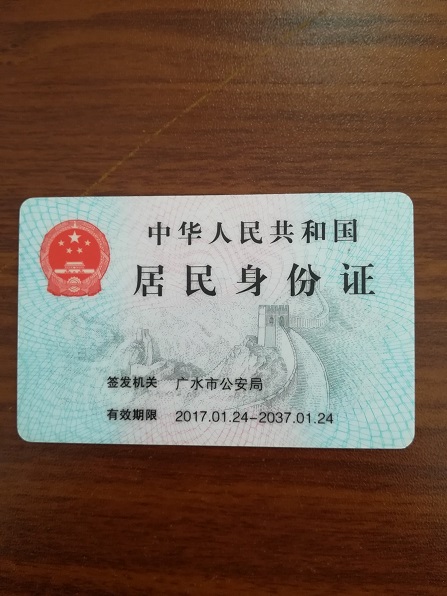 中华人民共和国
居民身份证
签发机关 广水市公安局
有效期限 2017.01.24-2037.01.24